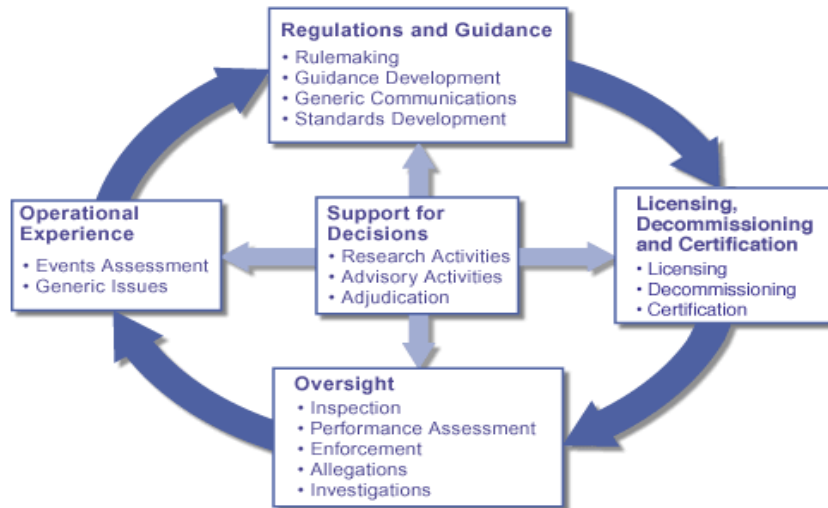 Regulations and Guidance
• Rulemaking
• Guidance Development
• Generic Communications
• Standards Development
Operational
Experience
• Events Assessment
• Generic Issues
Support for
Decisions
• Research Activities
• Advisory Activities
• Adjudication
Licensing,
Decommissioning
and Certification
• Licensing
• Decommissioning
• Certification
Oversight
• Inspection
• Performance Assessment
• Enforcement
• Allegations
• Investigations